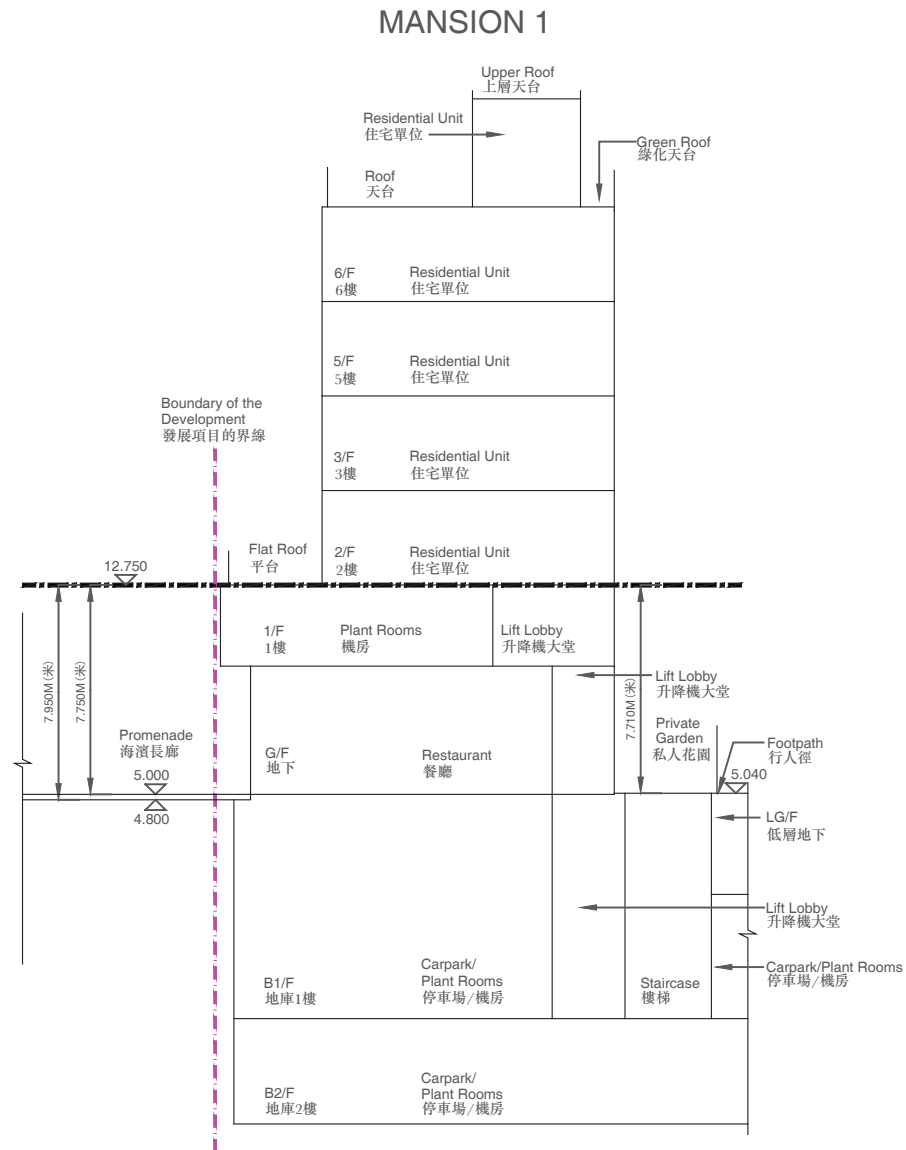 MANSION 1
Upper Roof
上層天台
Residential Unit
住宅單位
Green Roof
綠化天台
Roof
天台
6/F Residential Unit
6樓 住宅單位
5/F Residential Unit
5樓 住宅單位
Boundary of the
Development
發展項目的界線
3/F Residential Unit
3樓 住宅單位
Flat Roof
平台
2/F Residential Unit
2樓 住宅單位
12.750
1/F Plant Rooms Lift Lobby
1樓 機房 升降機大堂
7.950M (米)
7.750M (米)
7.710M (米)
Lift Lobby
升降機大堂
Promenade
海濱長廊
G/F Restaurant
地下 餐廳
Private
Garden
私人花園
Footpath
行人徑
5.000
4.800
5.040
LG/F
低層地下
Lift Lobby
升降機大堂
Carpark/Plant Rooms
停車場/機房
B1/F
地庫1樓
Carpark/
Plant Rooms
停車場/機房
Staircase
樓梯
B2/F
地庫2樓
Carpark/
Plant Rooms
停車場/機房